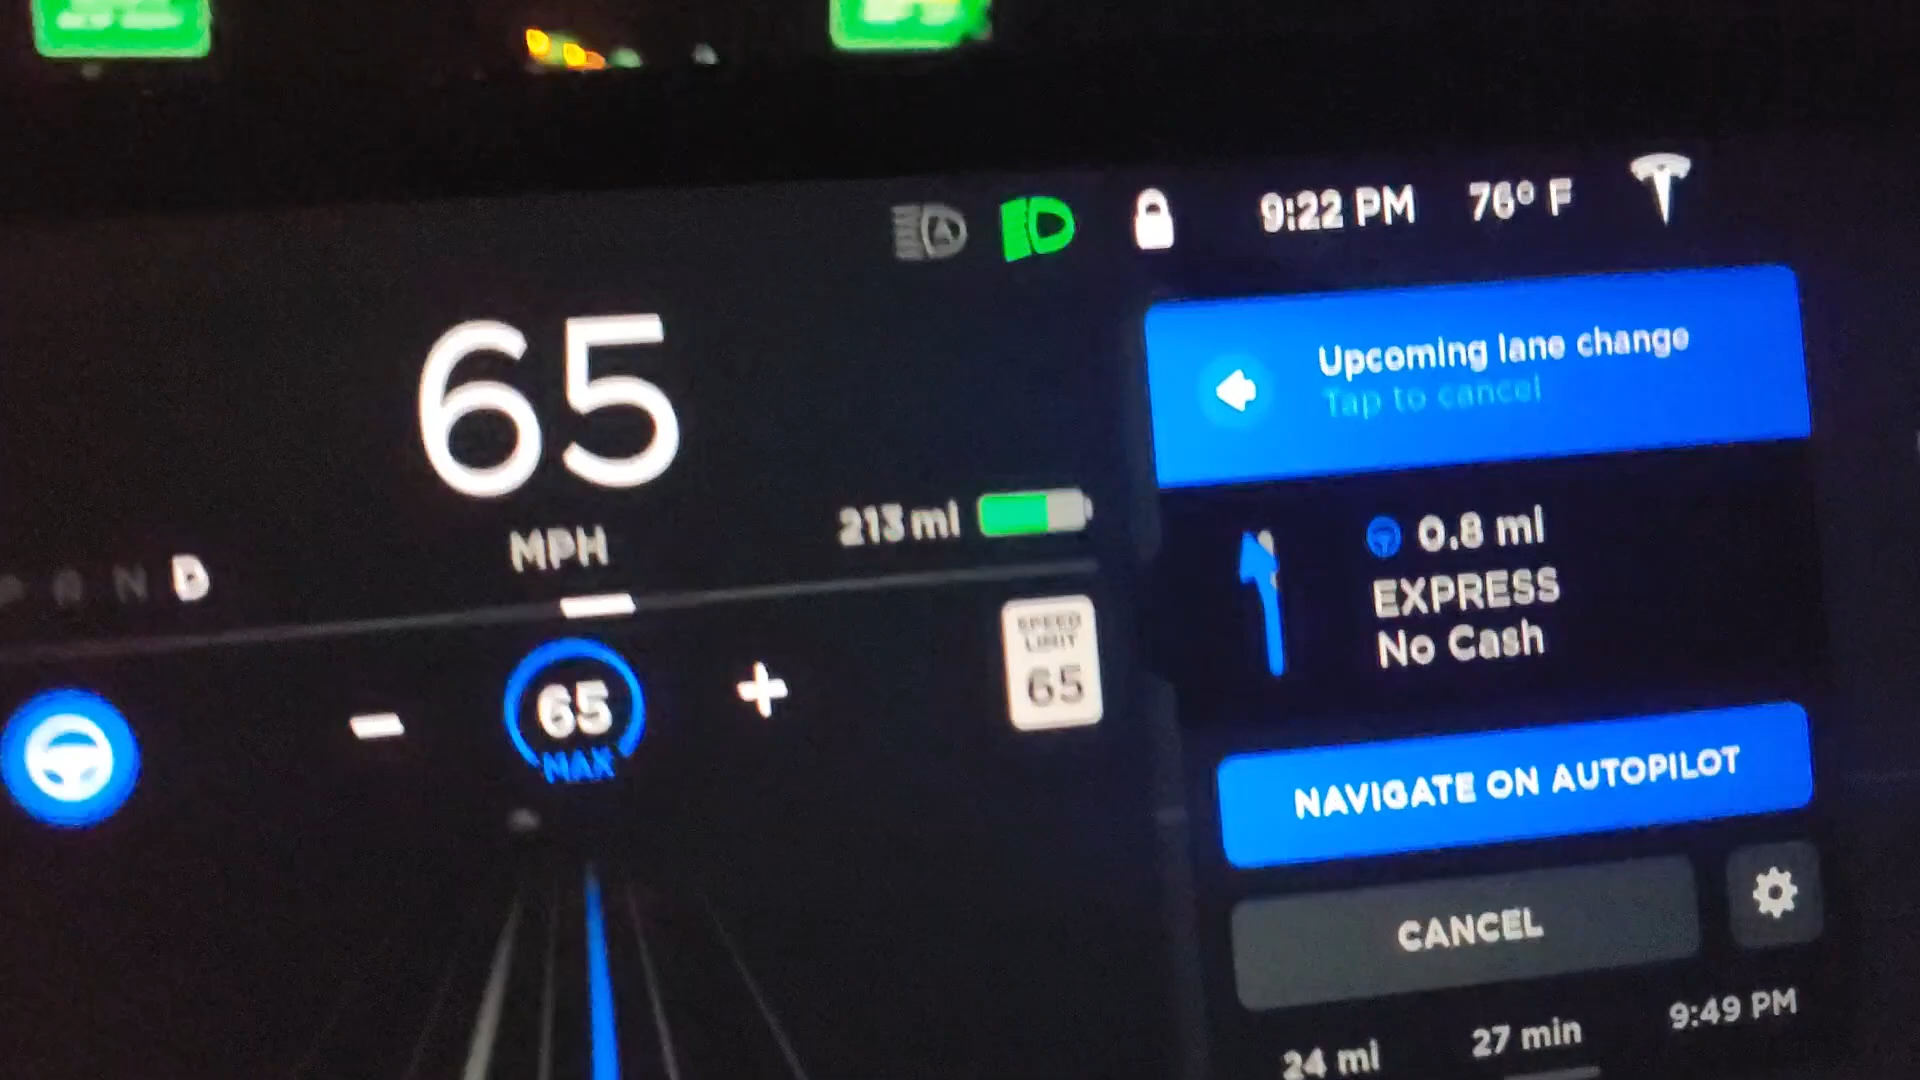 9:22 PM 76° F
65
MPH
213 mi
P R N D
65
MAX
SPEED
LIMIT
65
Upcoming lane change
Tap to cancel
0.8 mi
EXPRESS
No Cash
NAVIGATE ON AUTOPILOT
CANCEL
24 mi 27 min 9:49 PM